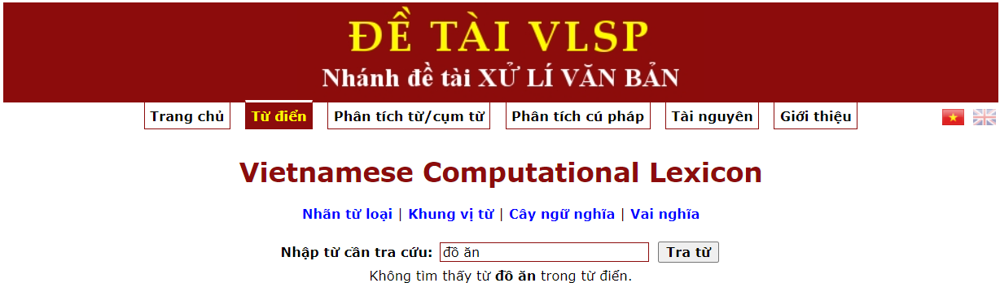 ĐỀ TÀI VLSP
Nhánh đề tài XỬ LÍ VĂN BẢN
Trang chủ Từ điển Phân tích từ/cụm từ Phân tích cú pháp Tài nguyên Giới thiệu
Vietnamese Computational Lexicon
Nhãn từ loại | Khung vị từ | Cây ngữ nghĩa | Vai nghĩa
Nhập từ cần tra cứu: đồ ăn Tra từ
Không tìm thấy từ đồ ăn trong từ điển.